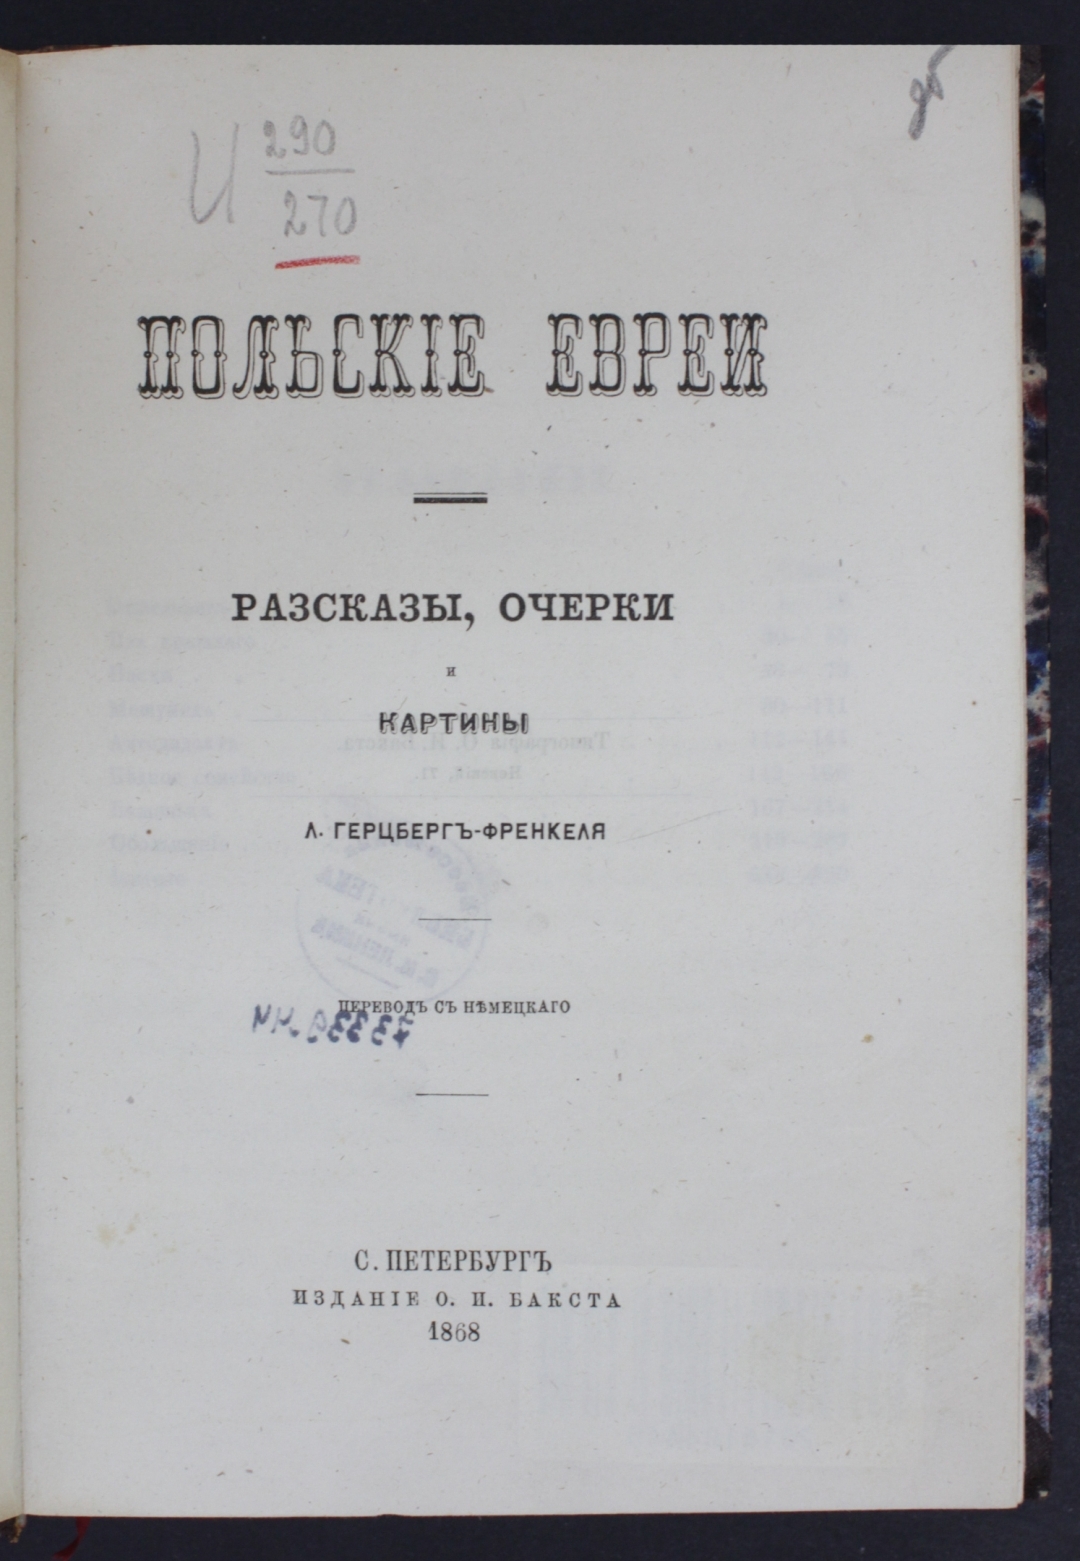 И 290
270
ПОЛЬСКІЕ ЕВРЕИ
РАЗСКАЗЫ, ОЧЕРКИ
и
КАРТИНЫ
Л. ГЕРЦБЕРГЪ-ФРЕНКЕЛЯ
ПЕРЕВОДЪ СЪ НѢМЕЦКАГО
С. ПЕТЕРБУРГЪ
ИЗДАНІЕ О. И. БАКСТА
1868